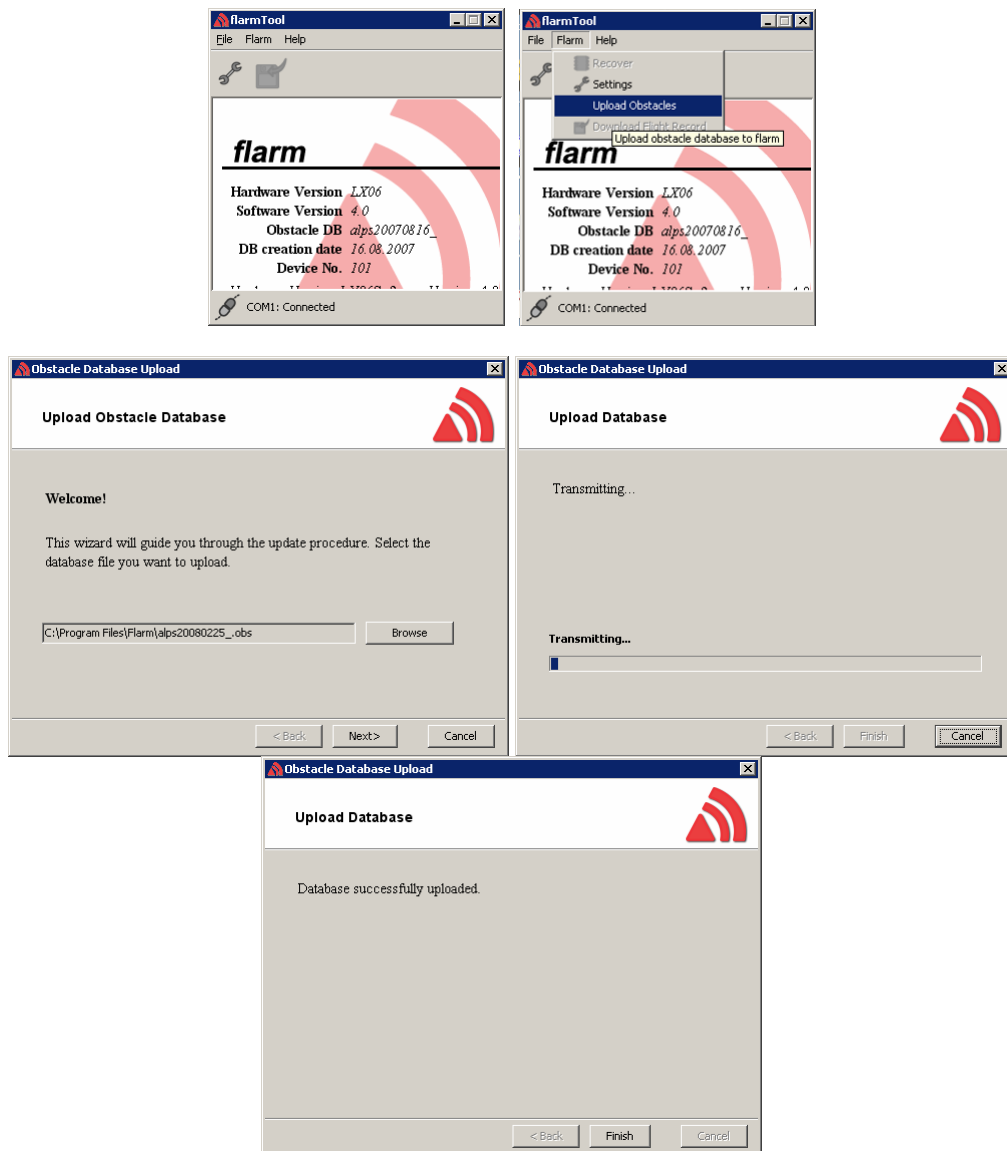 flarmTool
File Flarm Help
flarm
Hardware Version LX06
Software Version 4.0
Obstacle DB alps20070816_
DB creation date 16.08.2007
Device No. 101
COM1: Connected
flarmTool
File Flarm Help
Recover
Settings
Upload Obstacles
Download Flight Record
Upload obstacle database to flarm
flarm
Hardware Version LX06
Software Version 4.0
Obstacle DB alps20070816_
DB creation date 16.08.2007
Device No. 101
COM1: Connected
Obstacle Database Upload
Upload Obstacle Database
Welcome!
This wizard will guide you through the update procedure. Select the
database file you want to upload.
C:\Program Files\Flarm\alps20080225_.obs
Browse
< Back Next> Cancel
Obstacle Database Upload
Upload Database
Transmitting...
Transmitting...
< Back Finish Cancel
Obstacle Database Upload
Upload Database
Database successfully uploaded.
< Back Finish Cancel